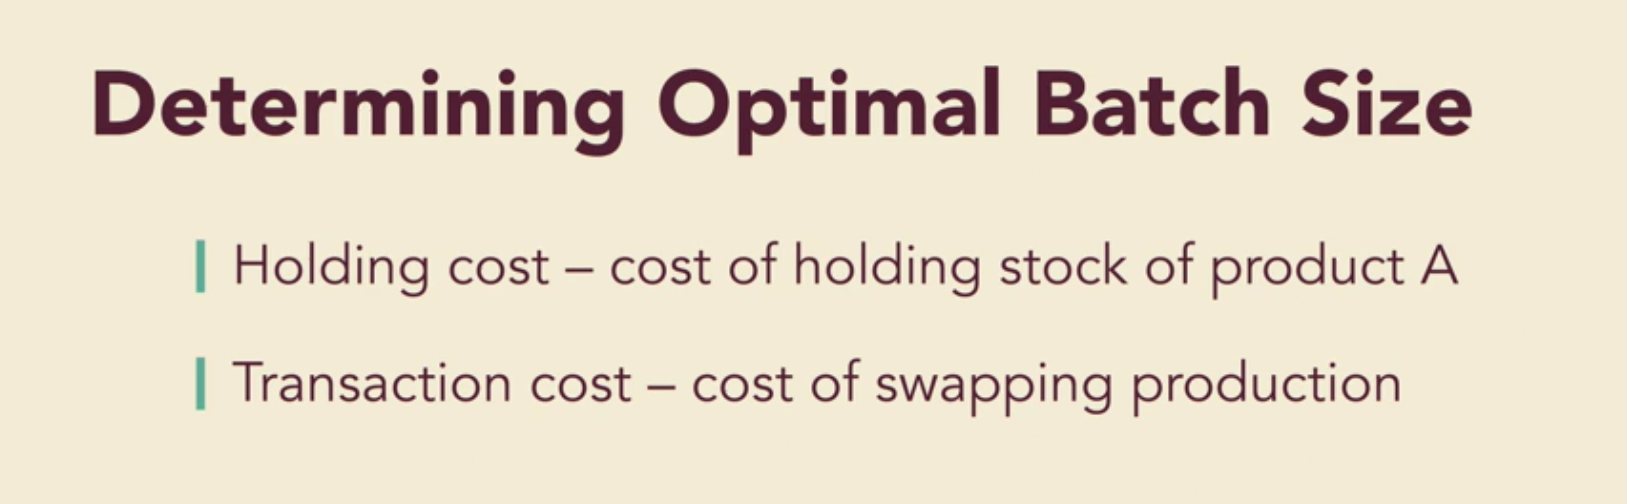 Determining Optimal Batch Size
Holding cost – cost of holding stock of product A
Transaction cost – cost of swapping production